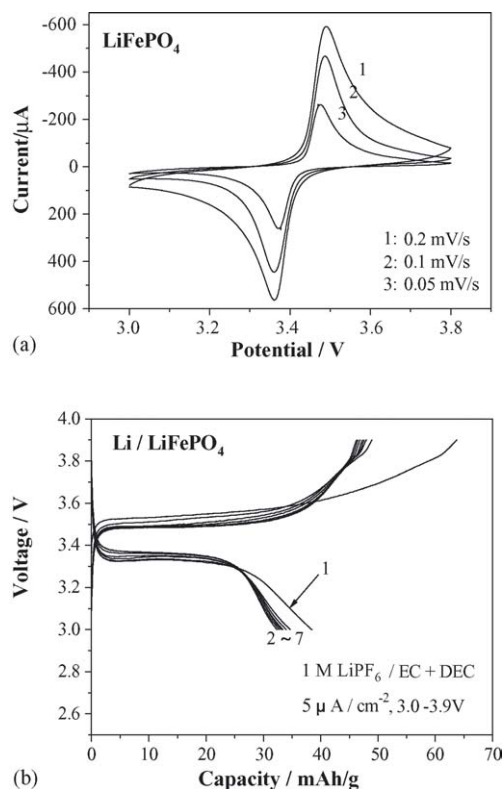 -600
LiFePO4
-400
-200
0
200
400
600
Current/μA
1
2
3
1: 0.2 mV/s
2: 0.1 mV/s
3: 0.05 mV/s
3.0 3.2 3.4 3.6 3.8
(a)
Potential / V
4.0
Li / LiFePO4
3.8
3.6
3.4
3.2
3.0
2.8
2.6
Voltage / V
1
2 ~ 7
1 M LiPF6 / EC + DEC
5 μ A / cm-2, 3.0 -3.9V
0 10 20 30 40 50 60 70
(b)
Capacity / mAh/g